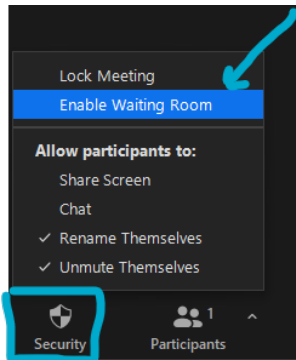 Lock Meeting
Enable Waiting Room
Allow participants to:
Share Screen
Chat
Rename Themselves
Unmute Themselves
1
Security
Participants